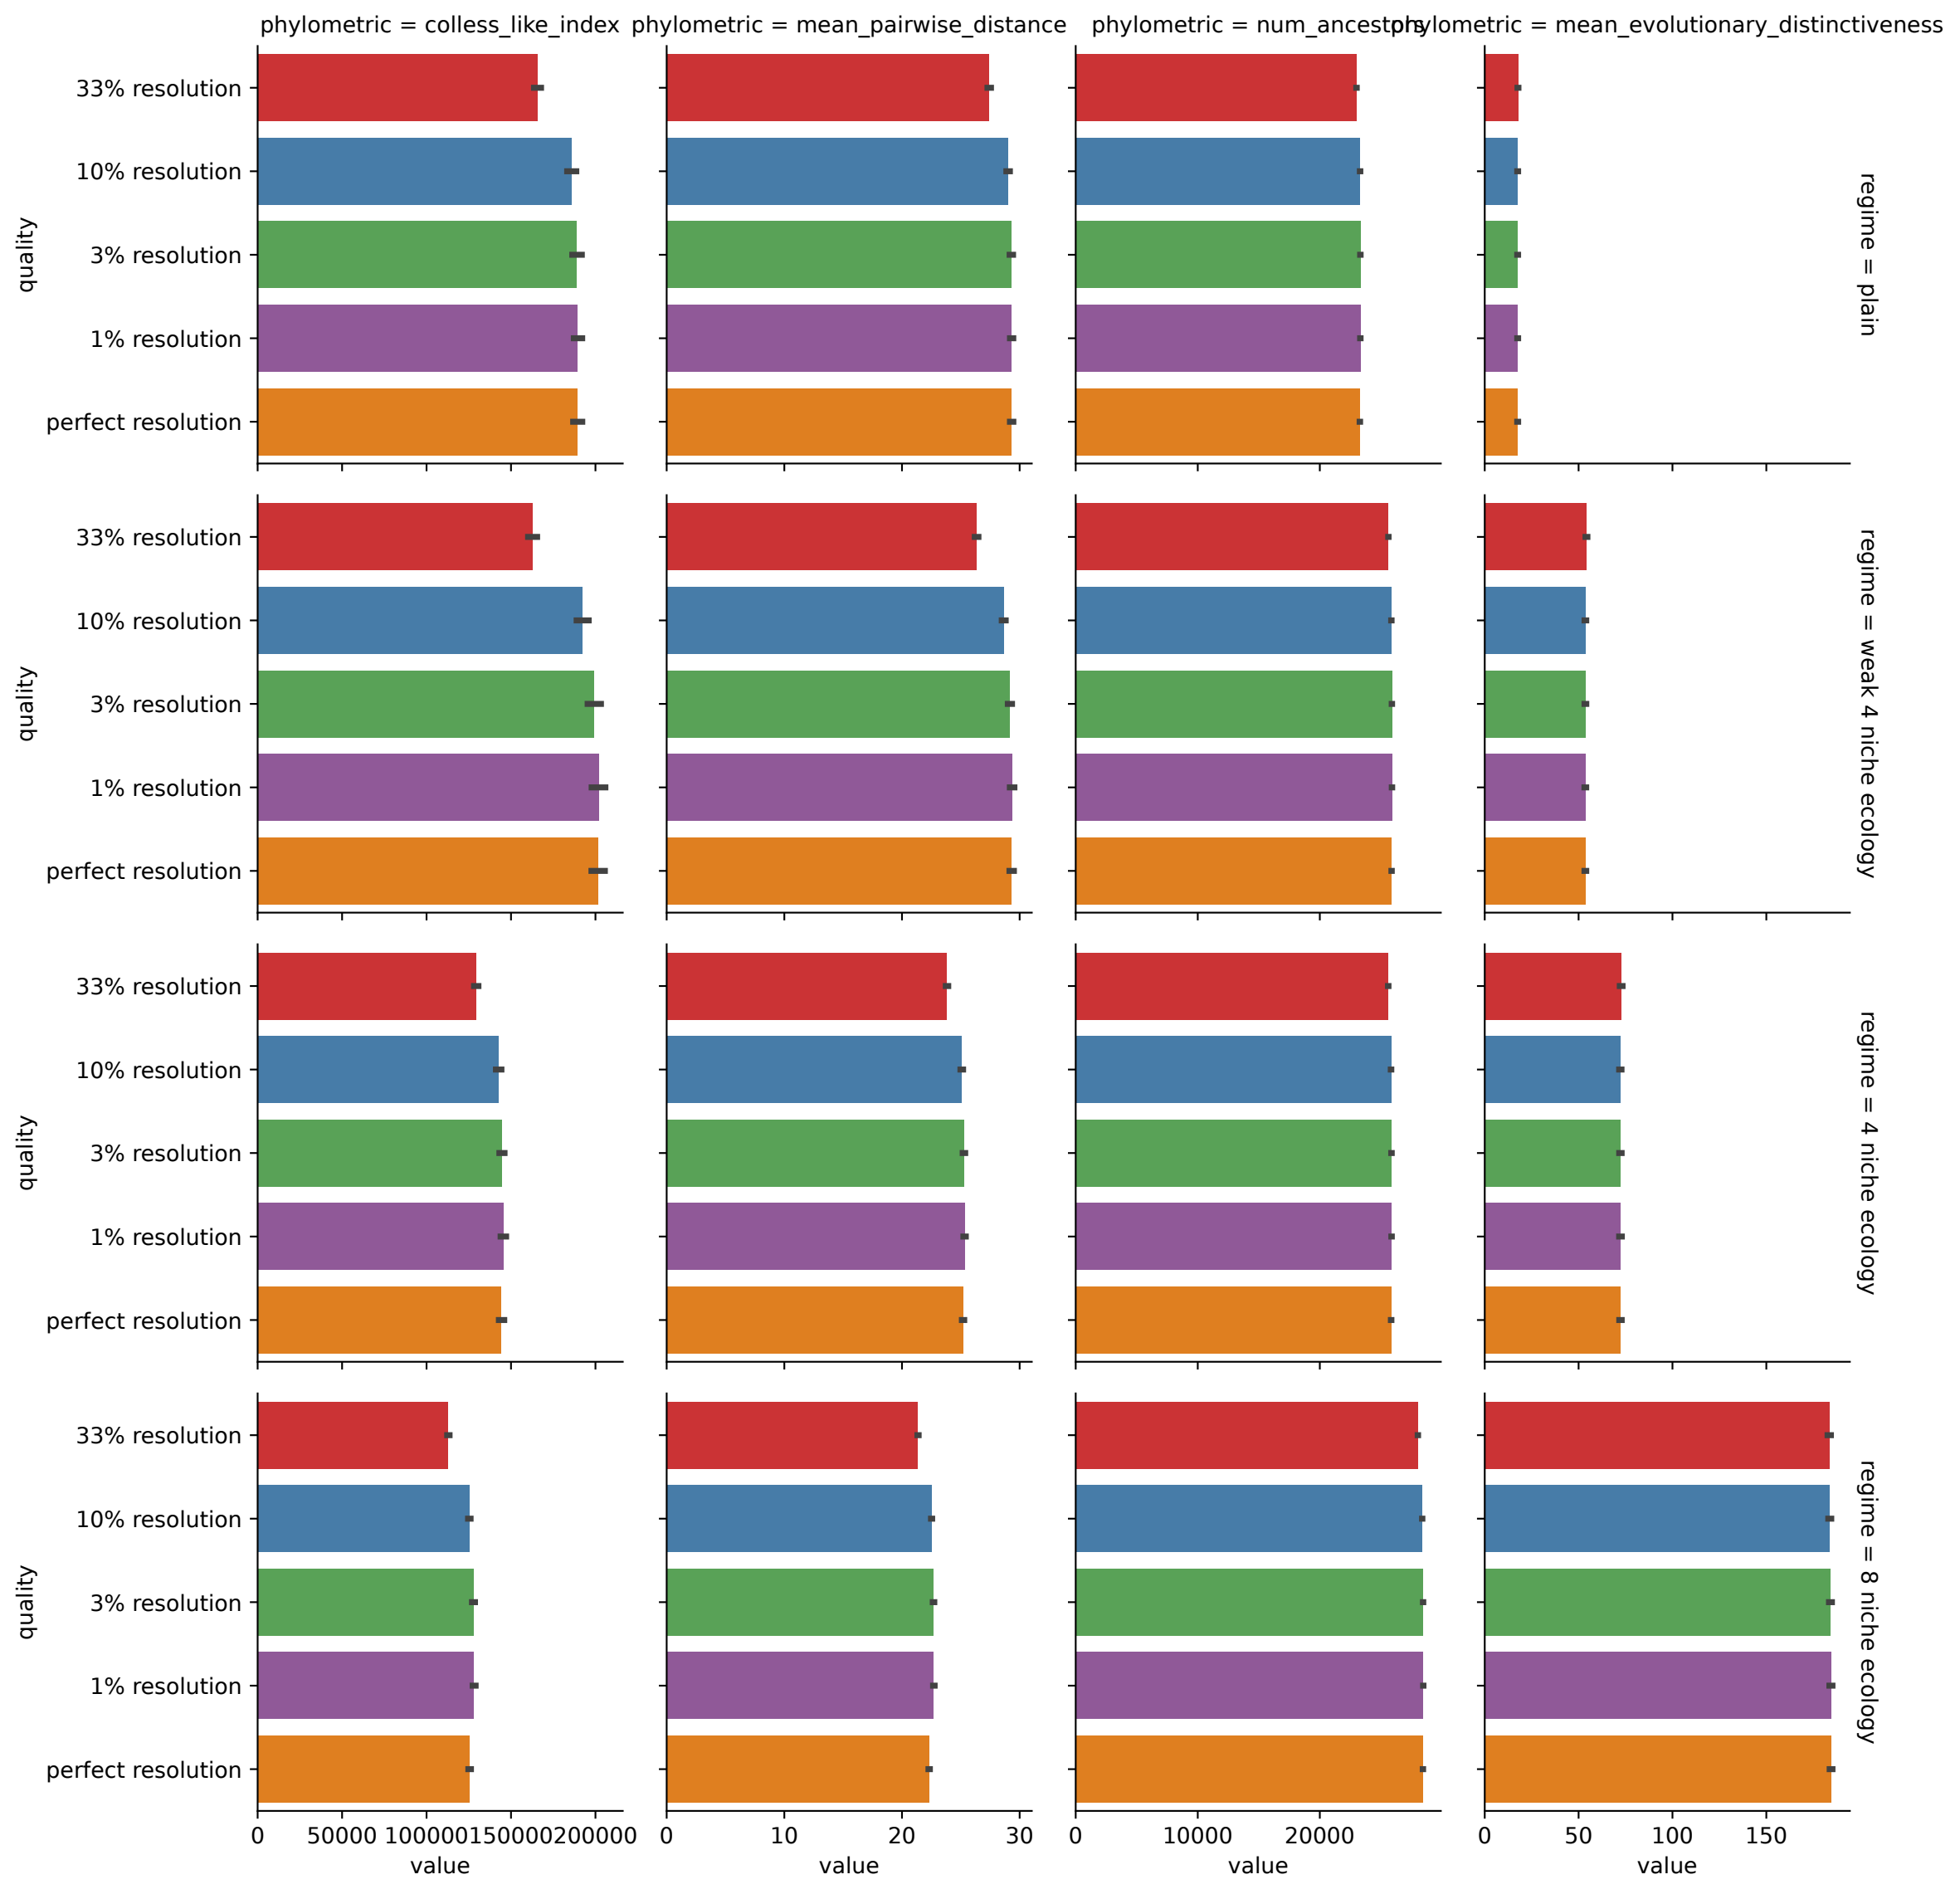 phylometric = colless_like_index
phylometric = mean_pairwise_distance
phylometric = num_ancestors
phylometric = mean_evolutionary_distinctiveness
quality
33% resolution
10% resolution
3% resolution
1% resolution
perfect resolution
regime = plain
quality
33% resolution
10% resolution
3% resolution
1% resolution
perfect resolution
regime = weak 4 niche ecology
quality
33% resolution
10% resolution
3% resolution
1% resolution
perfect resolution
regime = 4 niche ecology
quality
33% resolution
10% resolution
3% resolution
1% resolution
perfect resolution
regime = 8 niche ecology
0 50000 100000 150000 200000
value
0 10 20 30
value
0 10000 20000
value
0 50 100 150
value